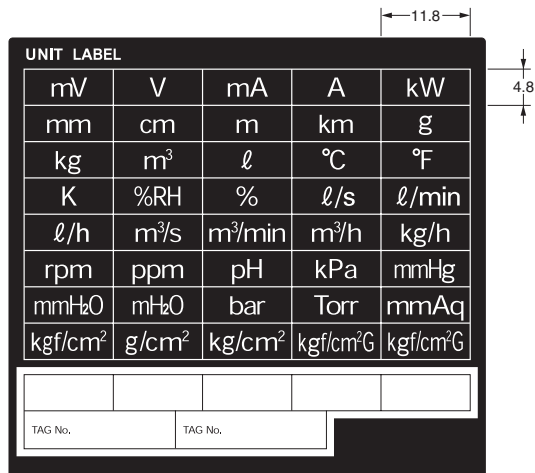 11.8
UNIT LABEL
4.8
mV V mA A kW
mm cm m km g
kg m³ ℓ °C °F
K %RH % ℓ/s ℓ/min
ℓ/h m³/s m³/min m³/h kg/h
rpm ppm pH kPa mmHg
mmH₂O mH₂O bar Torr mmAq
kgf/cm² g/cm² kg/cm² kgf/cm²G kgf/cm²G
TAG No. TAG No.